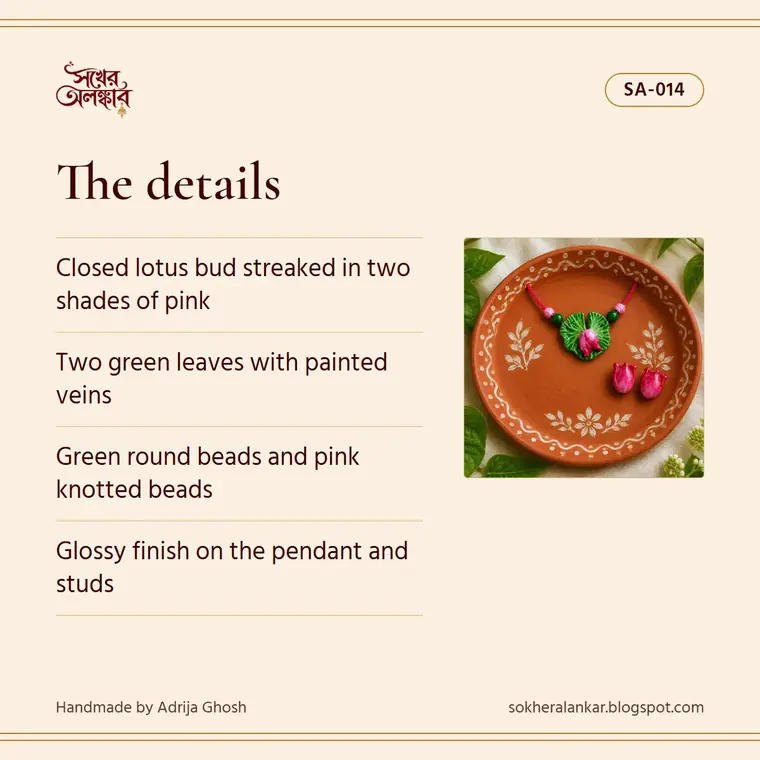 সখের
অলঙ্কার
SA-014
The details
Closed lotus bud streaked in two
shades of pink
Two green leaves with painted
veins
Green round beads and pink
knotted beads
Glossy finish on the pendant and
studs
Handmade by Adrija Ghosh
sokheralankar.blogspot.com